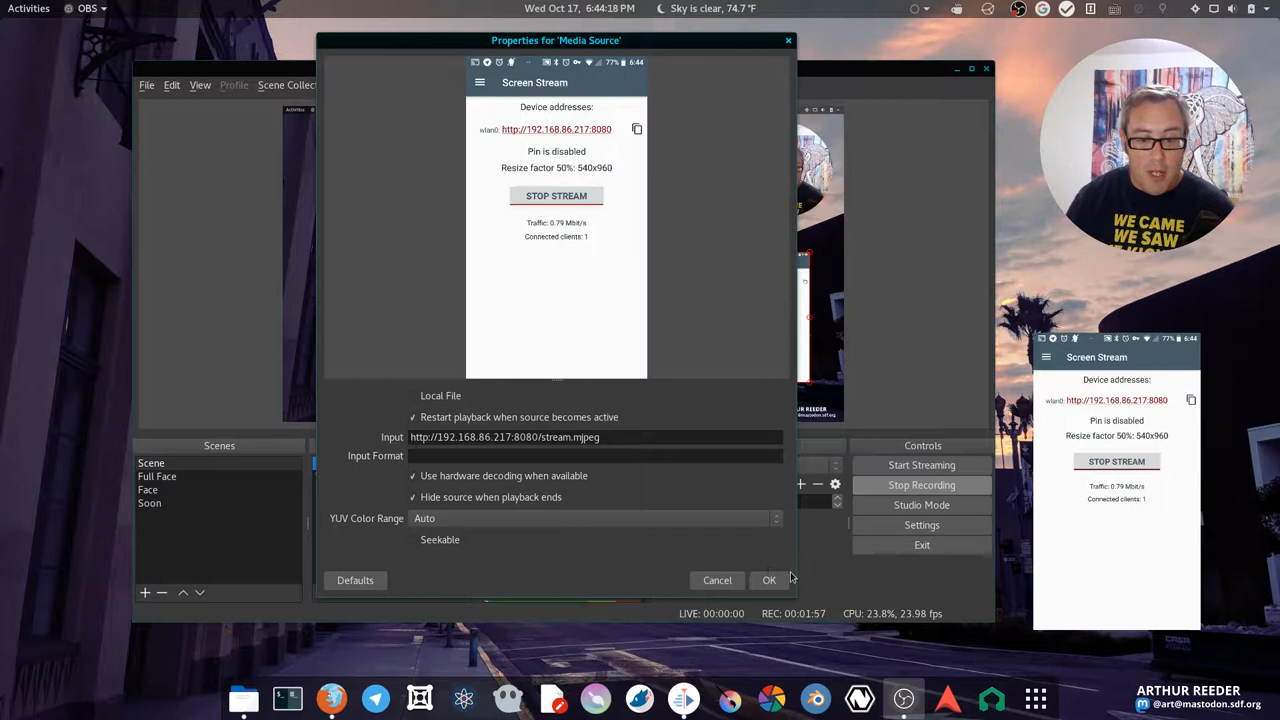 Activities
OBS
Wed Oct 17, 6:44:18 PM
Sky is clear, 74.7 °F
Properties for 'Media Source'
File Edit View Profile Scene Collect
77% 6:44
Screen Stream
Device addresses:
wlan0: http://192.168.86.217:8080
Pin is disabled
Resize factor 50%: 540x960
STOP STREAM
Traffic: 0.79 Mbit/s
Connected clients: 1
Local File
Restart playback when source becomes active
Input http://192.168.86.217:8080/stream.mjpeg
Input Format
Use hardware decoding when available
Hide source when playback ends
YUV Color Range Auto
Seekable
Defaults Cancel OK
Scenes
Scene
Full Face
Face
Soon
Controls
Start Streaming
Stop Recording
Studio Mode
Settings
Exit
LIVE: 00:00:00 REC: 00:01:57 CPU: 23.8%, 23.98 fps
WE CAME
WE SAW
77% 6:44
Screen Stream
Device addresses:
wlan0: http://192.168.86.217:8080
Pin is disabled
Resize factor 50%: 540x960
STOP STREAM
Traffic: 0.79 Mbit/s
Connected clients: 1
ARTHUR REEDER
@art@mastodon.sdf.org